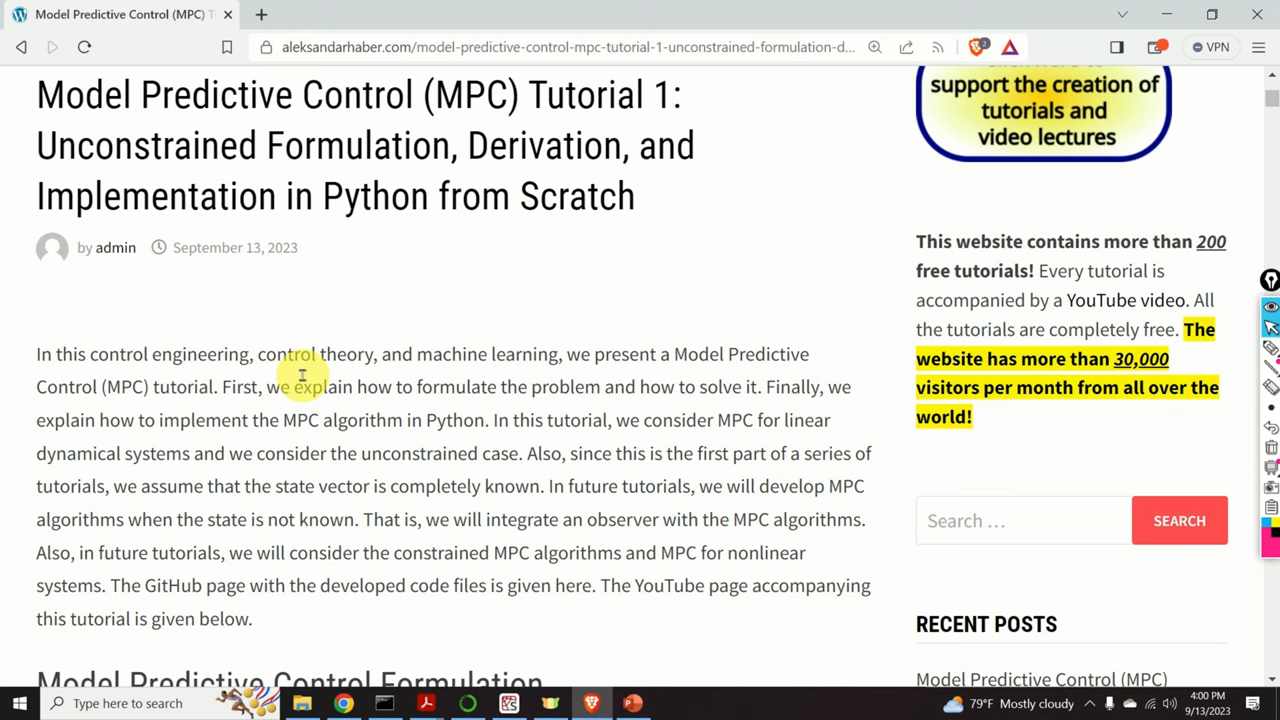 Model Predictive Control (MPC) T
aleksandarhaber.com/model-predictive-control-mpc-tutorial-1-unconstrained-formulation-d...
2
VPN
Model Predictive Control (MPC) Tutorial 1:
Unconstrained Formulation, Derivation, and
Implementation in Python from Scratch
by admin
September 13, 2023
In this control engineering, control theory, and machine learning, we present a Model Predictive
Control (MPC) tutorial. First, we explain how to formulate the problem and how to solve it. Finally, we
explain how to implement the MPC algorithm in Python. In this tutorial, we consider MPC for linear
dynamical systems and we consider the unconstrained case. Also, since this is the first part of a series of
tutorials, we assume that the state vector is completely known. In future tutorials, we will develop MPC
algorithms when the state is not known. That is, we will integrate an observer with the MPC algorithms.
Also, in future tutorials, we will consider the constrained MPC algorithms and MPC for nonlinear
systems. The GitHub page with the developed code files is given here. The YouTube page accompanying
this tutorial is given below.
Model Predictive Control Formulation
support the creation of
tutorials and
video lectures
This website contains more than 200
free tutorials! Every tutorial is
accompanied by a YouTube video. All
the tutorials are completely free. The
website has more than 30,000
visitors per month from all over the
world!
Search …
SEARCH
RECENT POSTS
Model Predictive Control (MPC)
Type here to search
79°F Mostly cloudy
4:00 PM
9/13/2023